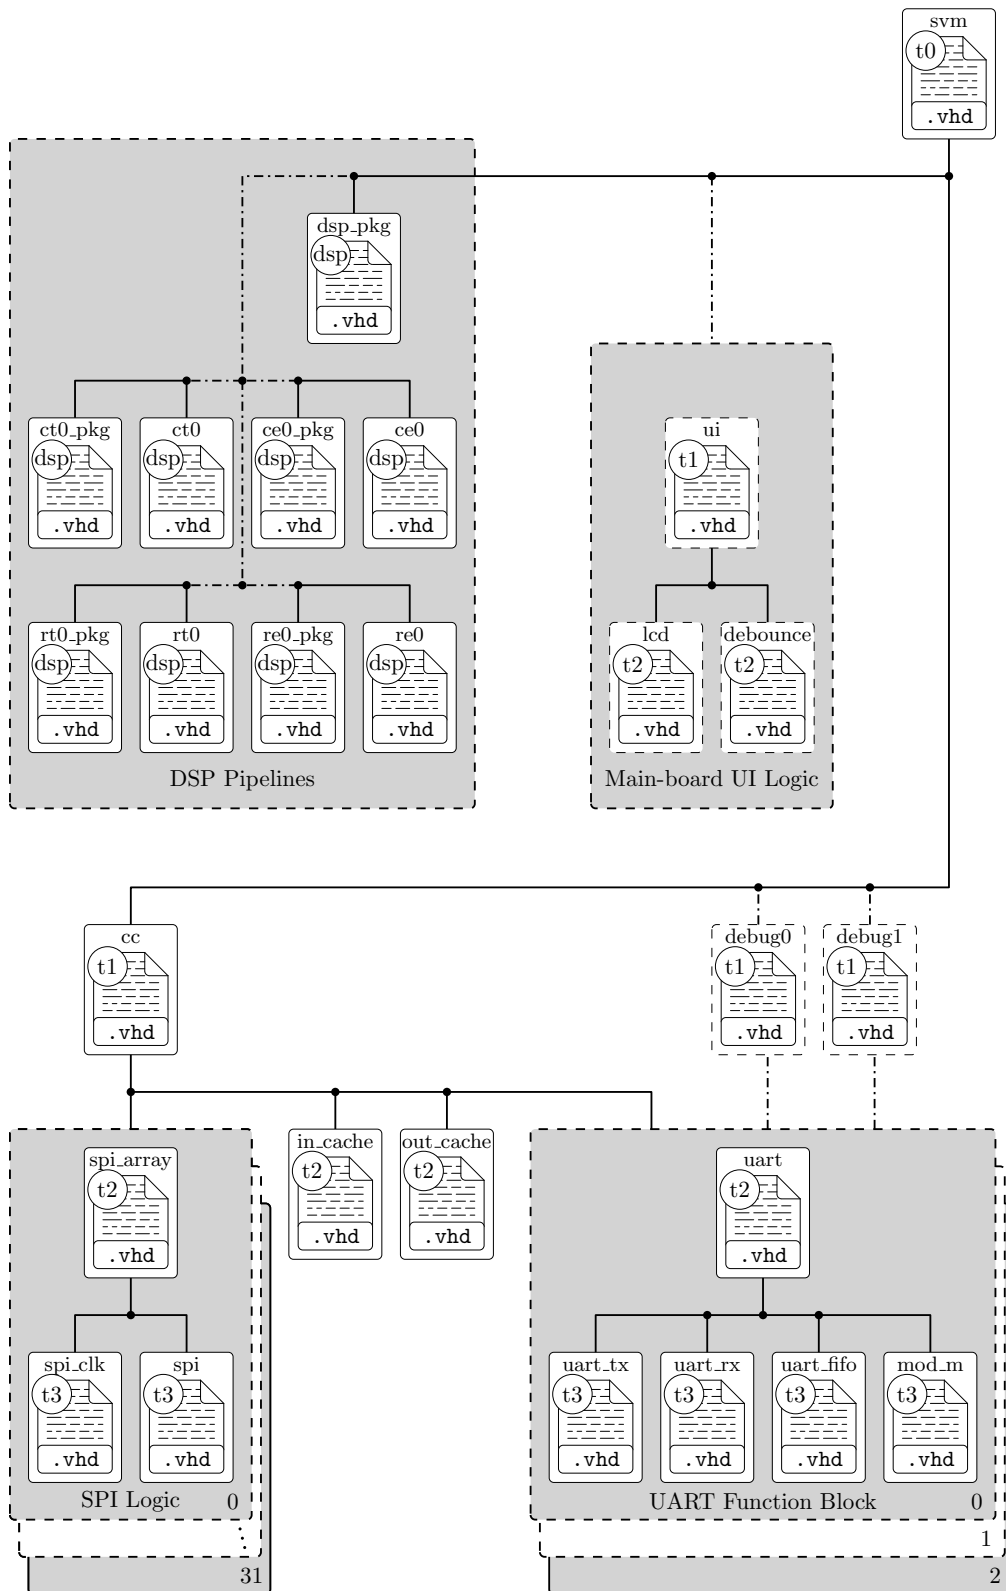 svm
t0
.vhd
dsp_pkg
dsp
.vhd
ct0_pkg ct0 ce0_pkg ce0
dsp dsp dsp dsp
.vhd .vhd .vhd .vhd
ui
t1
.vhd
rt0_pkg rt0 re0_pkg re0
dsp dsp dsp dsp
.vhd .vhd .vhd .vhd
DSP Pipelines
lcd debounce
t2 t2
.vhd .vhd
Main-board UI Logic
cc
t1
.vhd
debug0 debug1
t1 t1
.vhd .vhd
spi_array
t2
.vhd
in_cache out_cache
t2 t2
.vhd .vhd
uart
t2
.vhd
spi_clk spi
t3 t3
.vhd .vhd
SPI Logic 0
31
uart_tx uart_rx uart_fifo mod_m
t3 t3 t3 t3
.vhd .vhd .vhd .vhd
UART Function Block 0
1
2